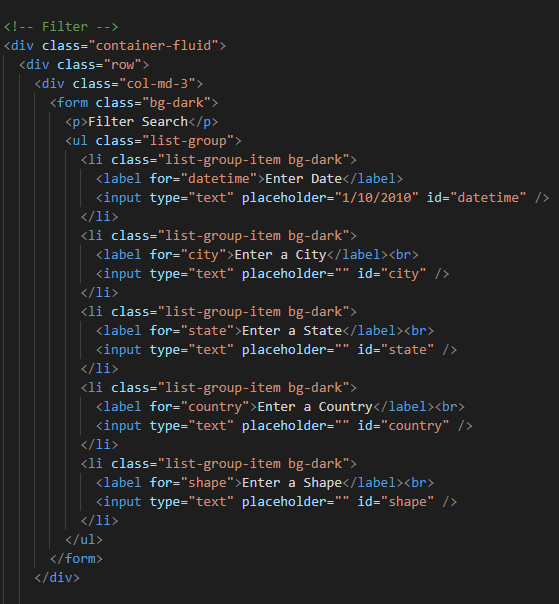 <!-- Filter -->
<div class="container-fluid">
  <div class="row">
    <div class="col-md-3">
      <form class="bg-dark">
        <p>Filter Search</p>
        <ul class="list-group">
          <li class="list-group-item bg-dark">
            <label for="datetime">Enter Date</label>
            <input type="text" placeholder="1/10/2010" id="datetime" />
          </li>
          <li class="list-group-item bg-dark">
            <label for="city">Enter a City</label><br>
            <input type="text" placeholder="" id="city" />
          </li>
          <li class="list-group-item bg-dark">
            <label for="state">Enter a State</label><br>
            <input type="text" placeholder="" id="state" />
          </li>
          <li class="list-group-item bg-dark">
            <label for="country">Enter a Country</label><br>
            <input type="text" placeholder="" id="country" />
          </li>
          <li class="list-group-item bg-dark">
            <label for="shape">Enter a Shape</label><br>
            <input type="text" placeholder="" id="shape" />
          </li>
        </ul>
      </form>
    </div>